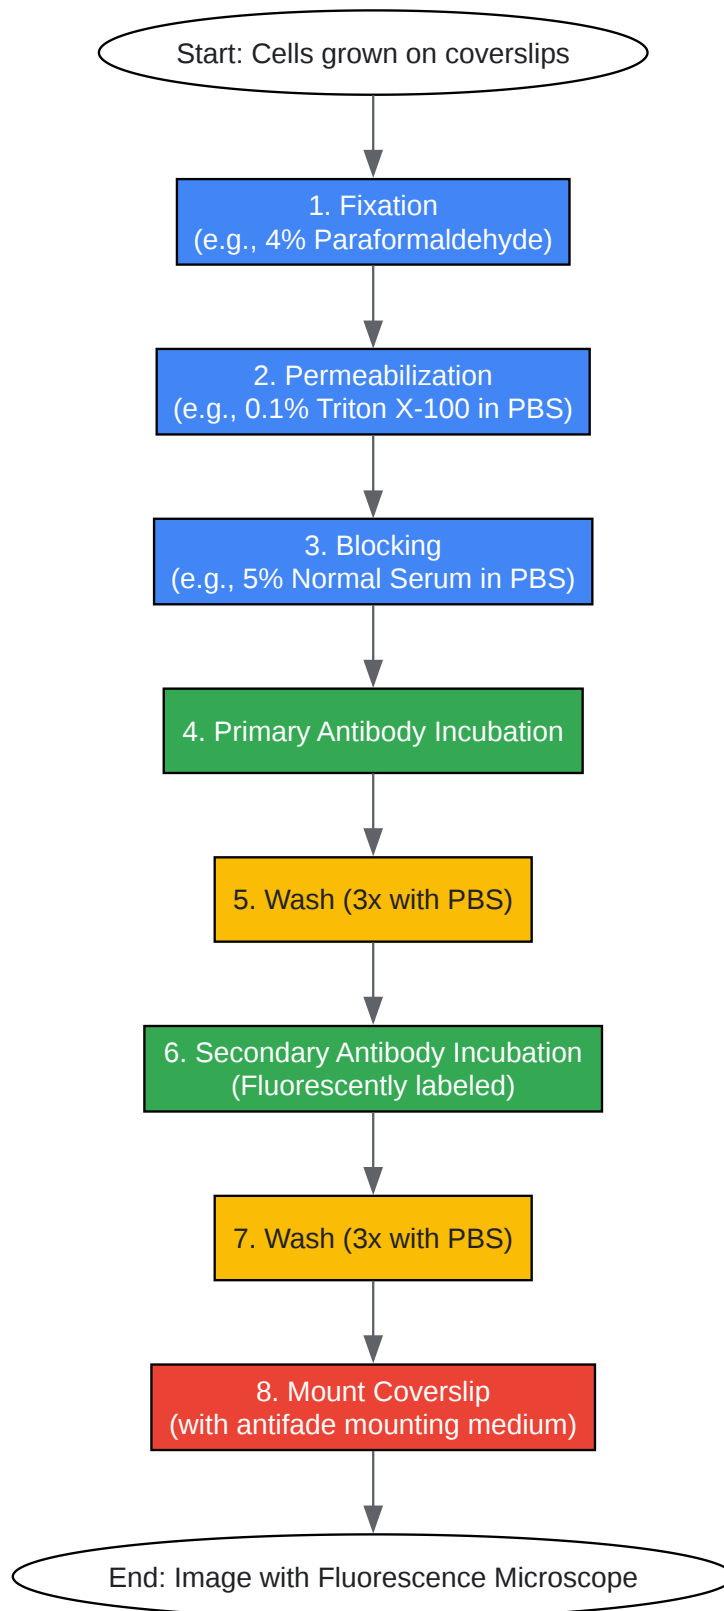 Start: Cells grown on coverslips
1. Fixation
(e.g., 4% Paraformaldehyde)
2. Permeabilization
(e.g., 0.1% Triton X-100 in PBS)
3. Blocking
(e.g., 5% Normal Serum in PBS)
4. Primary Antibody Incubation
5. Wash (3x with PBS)
6. Secondary Antibody Incubation
(Fluorescently labeled)
7. Wash (3x with PBS)
8. Mount Coverslip
(with antifade mounting medium)
End: Image with Fluorescence Microscope